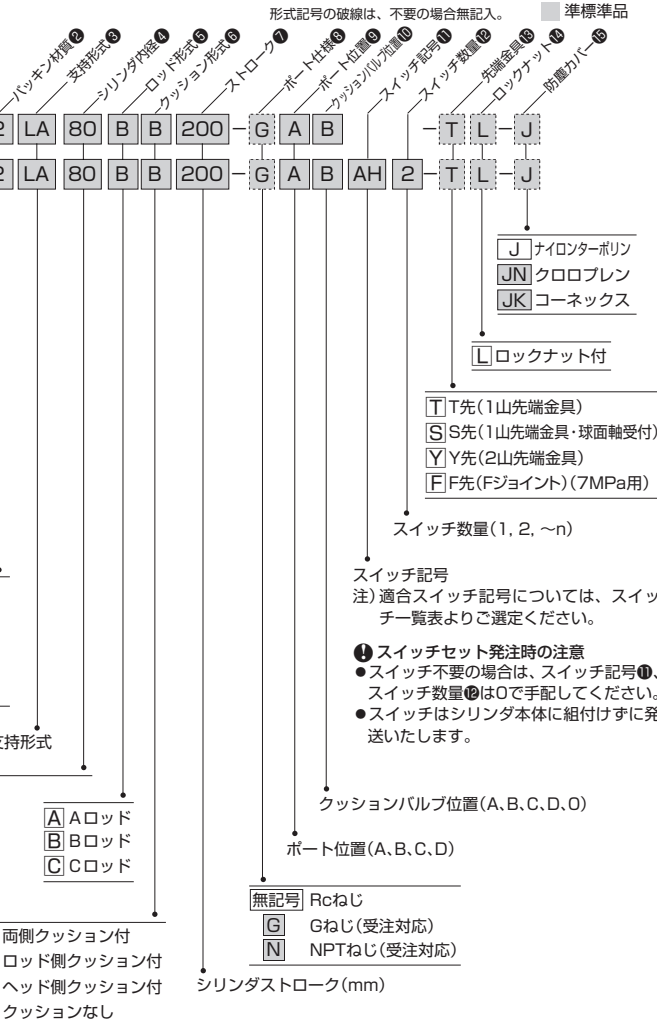 形式記号の破線は、不要の場合無記入。
準標準品
パッキン材質❷
支持形式❸
シリンダ内径❹
ロッド形式❺
クッション形式❻
ストローク❼
ポート仕様❽
ポート位置❾
クッションバルブ位置❿
スイッチ記号⓫
スイッチ数量⓬
先端金具⓭
ロックナット⓮
防塵カバー⓯
2 LA 80 B B 200 - G A B - T L - J
2 LA 80 B B 200 - G A B AH 2 - T L - J
J ナイロンターポリン
JN クロロプレン
JK コーネックス
L ロックナット付
T T先(1山先端金具)
S S先(1山先端金具・球面軸受付)
Y Y先(2山先端金具)
F F先(Fジョイント)(7MPa用)
スイッチ数量(1, 2, 〜n)
スイッチ記号
注)適合スイッチ記号については、スイッ
チ一覧表よりご選定ください。
スイッチセット発注時の注意
●スイッチ不要の場合は、スイッチ記号⓫、
スイッチ数量⓬は0で手配してください。
●スイッチはシリンダ本体に組付けずに発
送いたします。
支持形式
クッションバルブ位置(A、B、C、D、0)
A Aロッド
B Bロッド
C Cロッド
ポート位置(A、B、C、D)
無記号 Rcねじ
G Gねじ(受注対応)
N NPTねじ(受注対応)
両側クッション付
ロッド側クッション付
ヘッド側クッション付
クッションなし
シリンダストローク(mm)